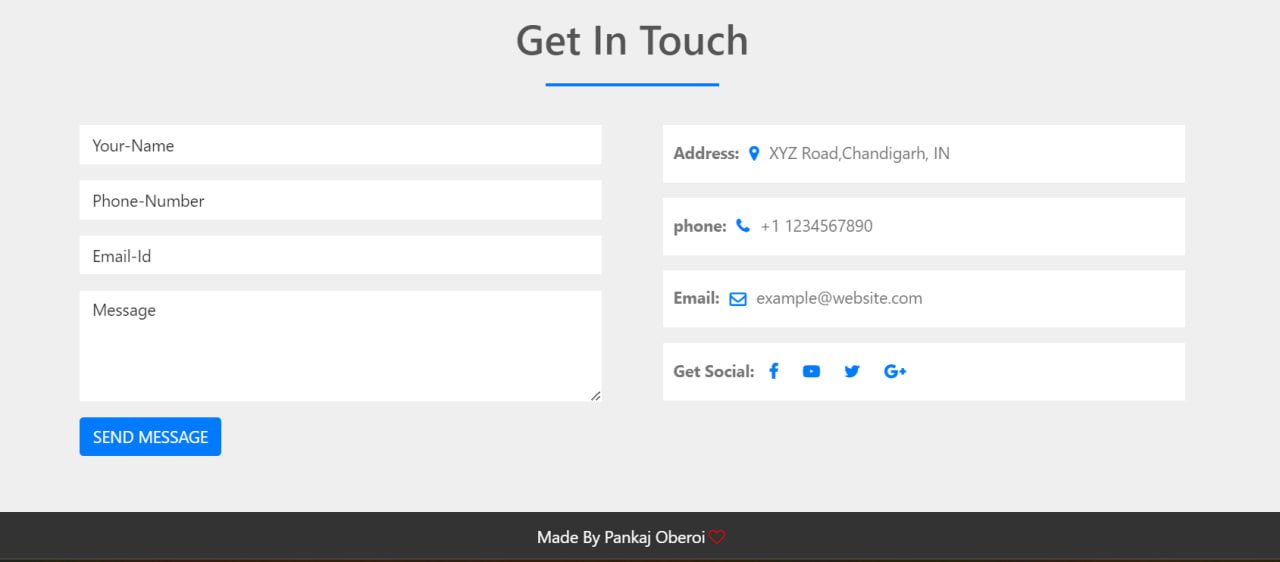 Get In Touch
Your-Name
Phone-Number
Email-Id
Message
SEND MESSAGE
Address: XYZ Road,Chandigarh, IN
phone: +1 1234567890
Email: example@website.com
Get Social: G+
Made By Pankaj Oberoi